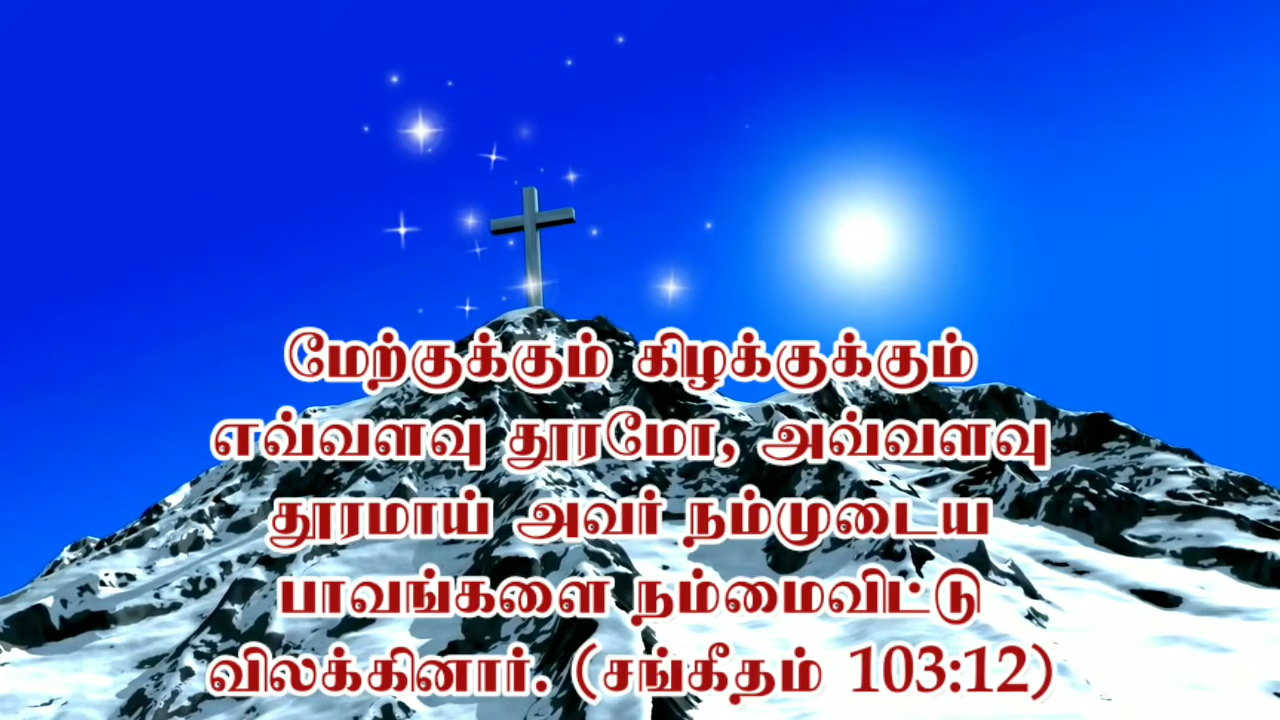 மேற்குக்கும் கிழக்குக்கும்
எவ்வளவு தூரமோ, அவ்வளவு
தூரமாய் அவர் நம்முடைய
பாவங்களை நம்மைவிட்டு
விலக்கினார். (சங்கீதம் 103:12)